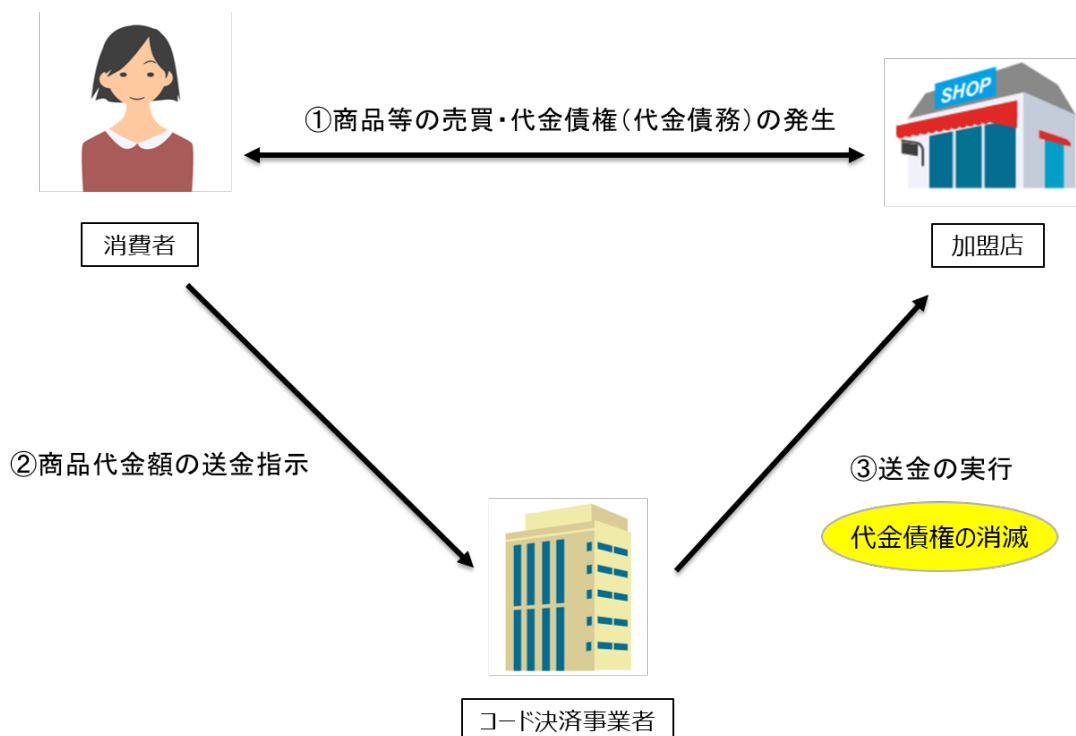 SHOP
①商品等の売買・代金債権(代金債務)の発生
消費者
加盟店
②商品代金額の送金指示
③送金の実行
代金債権の消滅
コード決済事業者